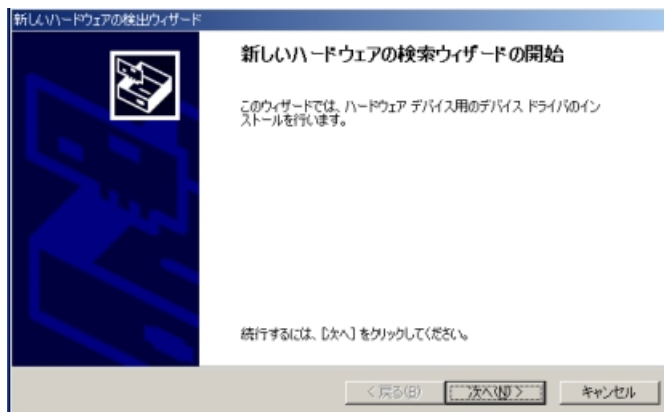 新しいハードウェアの検出ウィザード
新しいハードウェアの検索ウィザードの開始
このウィザードでは、ハードウェア デバイス用のデバイス ドライバのイン
ストールを行います。
続行するには、[次へ] をクリックしてください。
< 戻る(B)
次へ(N) >
キャンセル